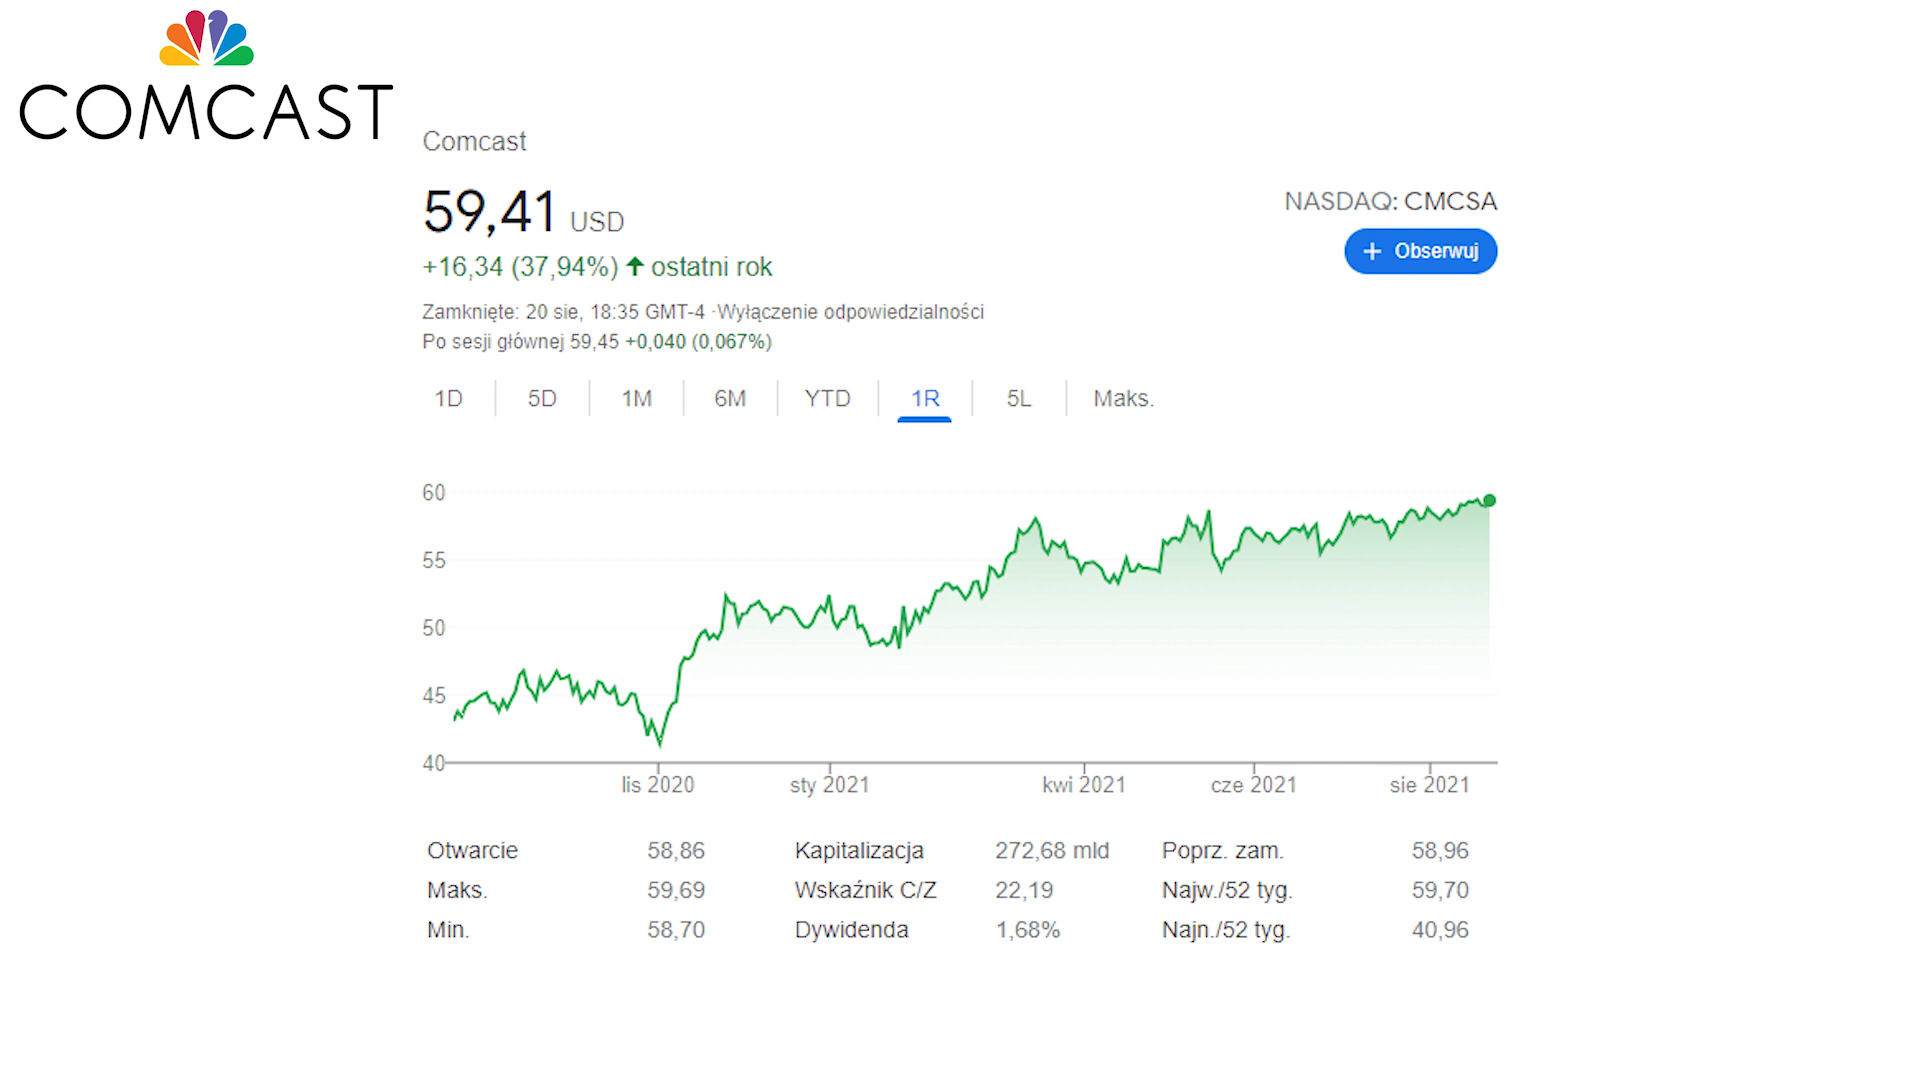 COMCAST
Comcast
59,41 USD
NASDAQ: CMCSA
+ Obserwuj
+16,34 (37,94%) ↑ ostatni rok
Zamknięte: 20 sie, 18:35 GMT-4 ·Wyłączenie odpowiedzialności
Po sesji głównej 59,45 +0,040 (0,067%)
1D 5D 1M 6M YTD 1R 5L Maks.
60
55
50
45
40
lis 2020 sty 2021 kwi 2021 cze 2021 sie 2021
Otwarcie 58,86 Kapitalizacja 272,68 mld Poprz. zam. 58,96
Maks. 59,69 Wskaźnik C/Z 22,19 Najw./52 tyg. 59,70
Min. 58,70 Dywidenda 1,68% Najn./52 tyg. 40,96